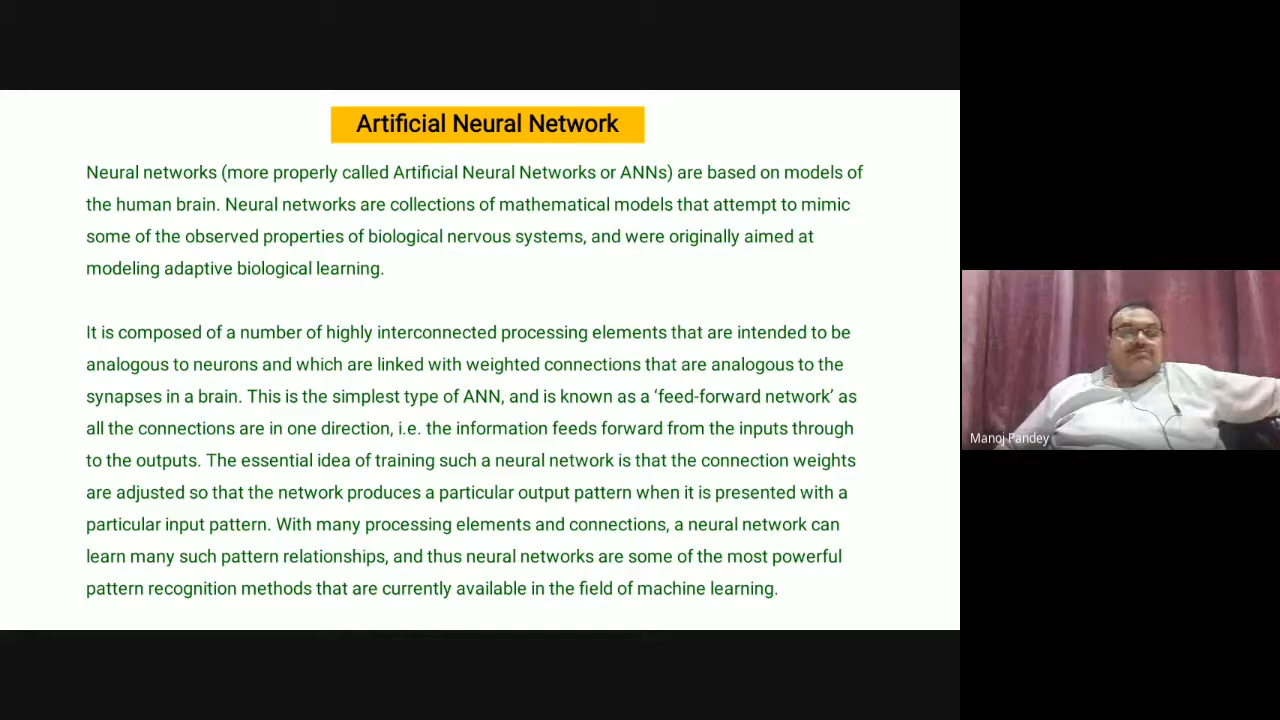 Artificial Neural Network
Neural networks (more properly called Artificial Neural Networks or ANNs) are based on models of
the human brain. Neural networks are collections of mathematical models that attempt to mimic
some of the observed properties of biological nervous systems, and were originally aimed at
modeling adaptive biological learning.
It is composed of a number of highly interconnected processing elements that are intended to be
analogous to neurons and which are linked with weighted connections that are analogous to the
synapses in a brain. This is the simplest type of ANN, and is known as a ‘feed-forward network’ as
all the connections are in one direction, i.e. the information feeds forward from the inputs through
to the outputs. The essential idea of training such a neural network is that the connection weights
are adjusted so that the network produces a particular output pattern when it is presented with a
particular input pattern. With many processing elements and connections, a neural network can
learn many such pattern relationships, and thus neural networks are some of the most powerful
pattern recognition methods that are currently available in the field of machine learning.
Manoj Pandey